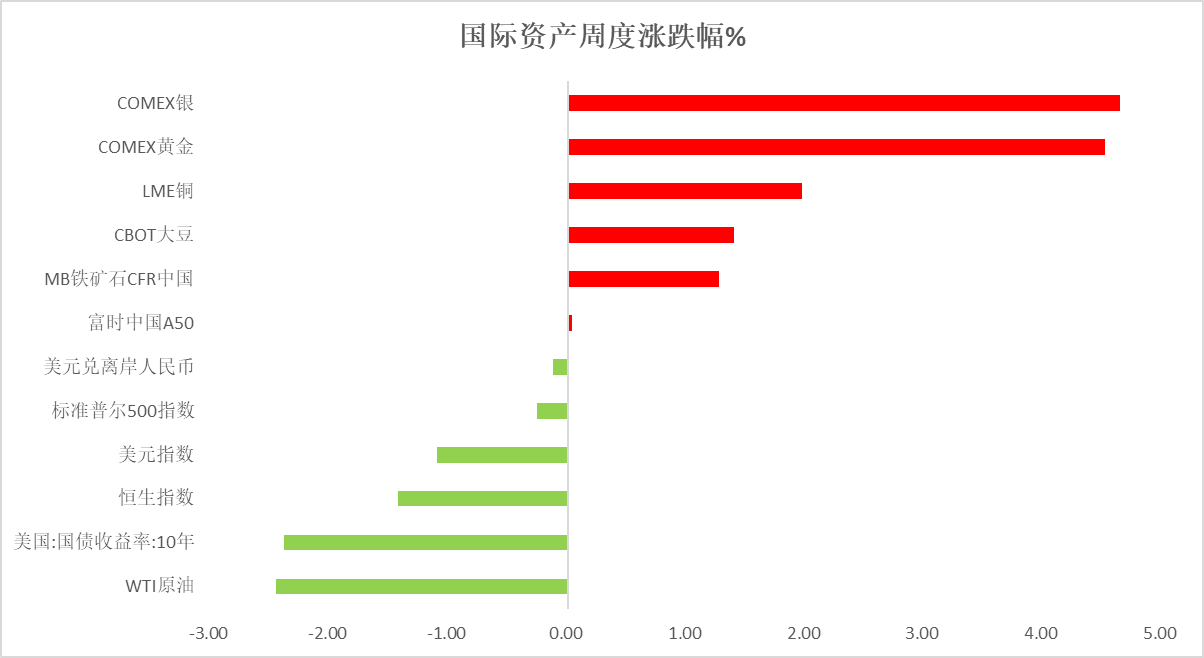 国际资产周度涨跌幅%
COMEX银
COMEX黄金
LME铜
CBOT大豆
MB铁矿石CFR中国
富时中国A50
美元兑离岸人民币
标准普尔500指数
美元指数
恒生指数
美国:国债收益率:10年
WTI原油
-3.00 -2.00 -1.00 0.00 1.00 2.00 3.00 4.00 5.00